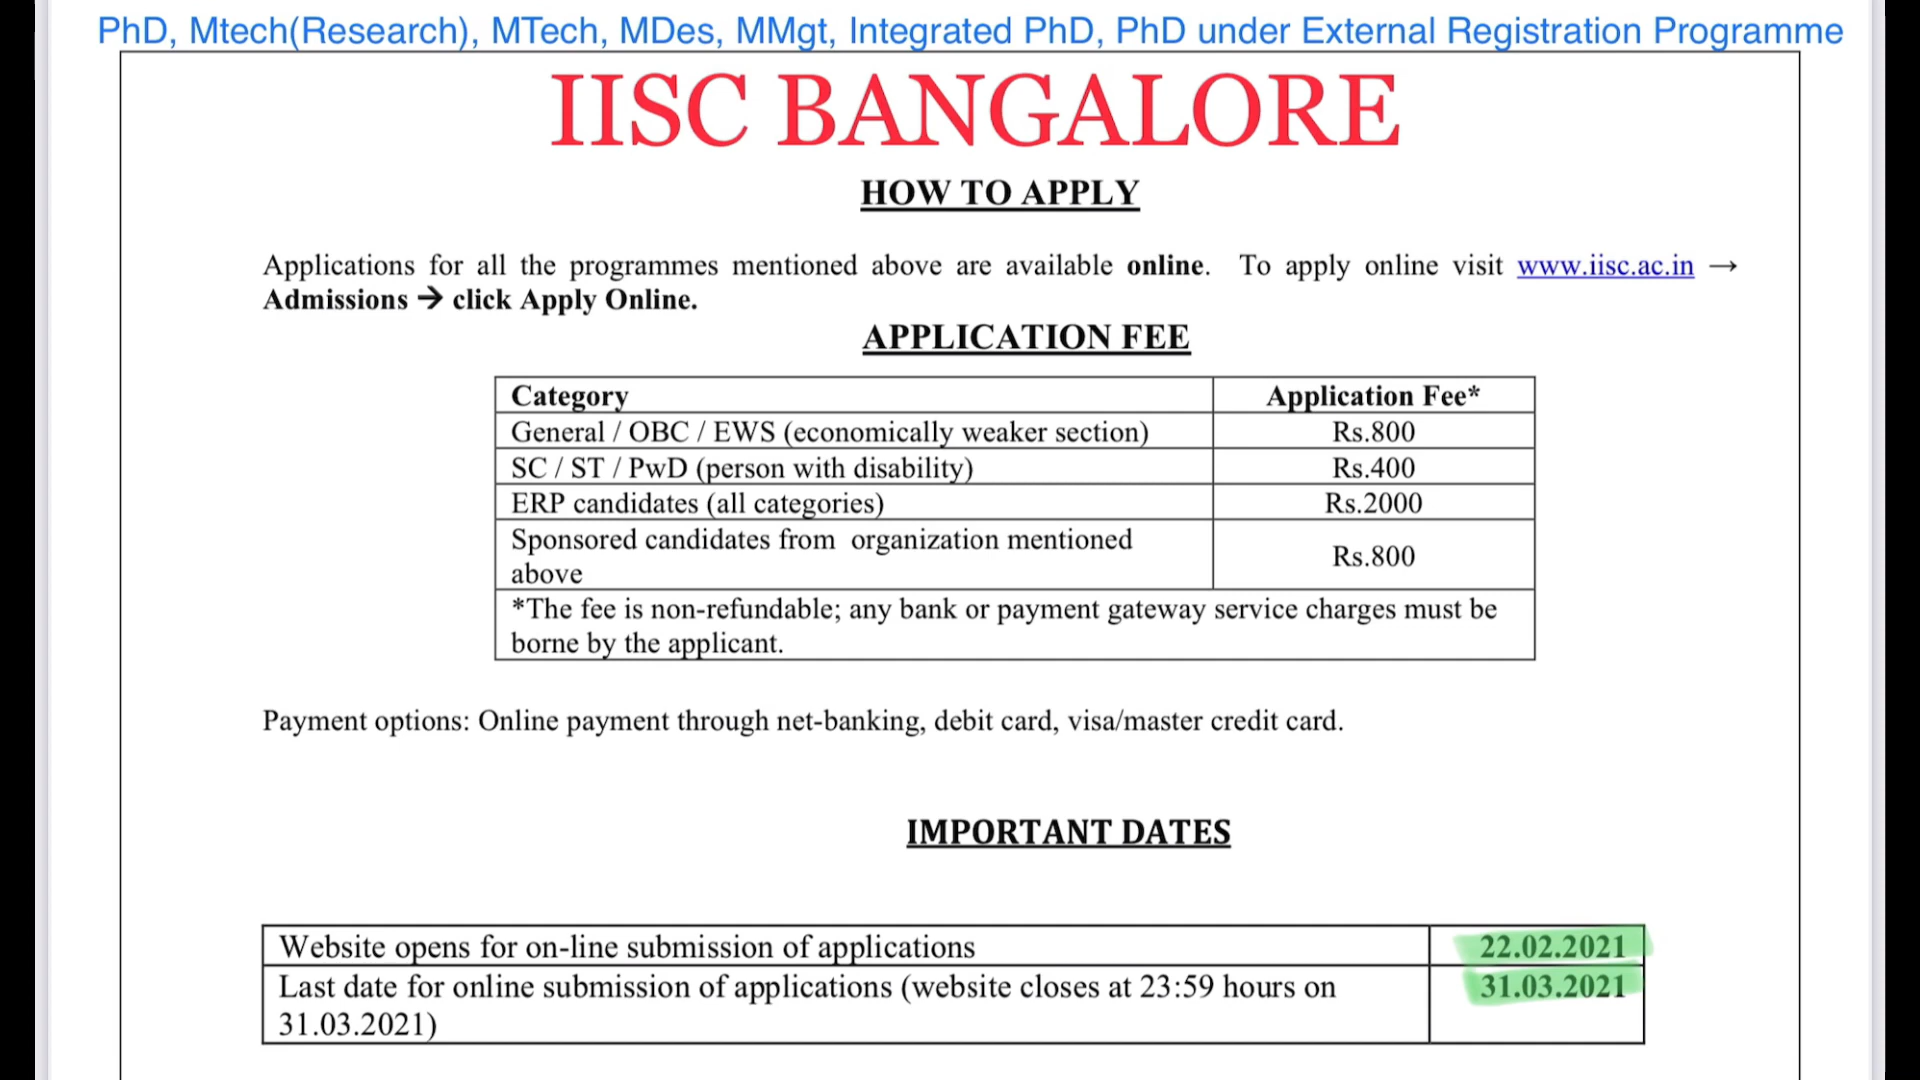 PhD, Mtech(Research), MTech, MDes, MMgt, Integrated PhD, PhD under External Registration Programme
IISC BANGALORE
HOW TO APPLY
Applications for all the programmes mentioned above are available online. To apply online visit www.iisc.ac.in →
Admissions ➔ click Apply Online.
APPLICATION FEE
Category Application Fee*
General / OBC / EWS (economically weaker section) Rs.800
SC / ST / PwD (person with disability) Rs.400
ERP candidates (all categories) Rs.2000
Sponsored candidates from organization mentioned
above Rs.800
*The fee is non-refundable; any bank or payment gateway service charges must be
borne by the applicant.
Payment options: Online payment through net-banking, debit card, visa/master credit card.
IMPORTANT DATES
Website opens for on-line submission of applications 22.02.2021
Last date for online submission of applications (website closes at 23:59 hours on 31.03.2021
31.03.2021)